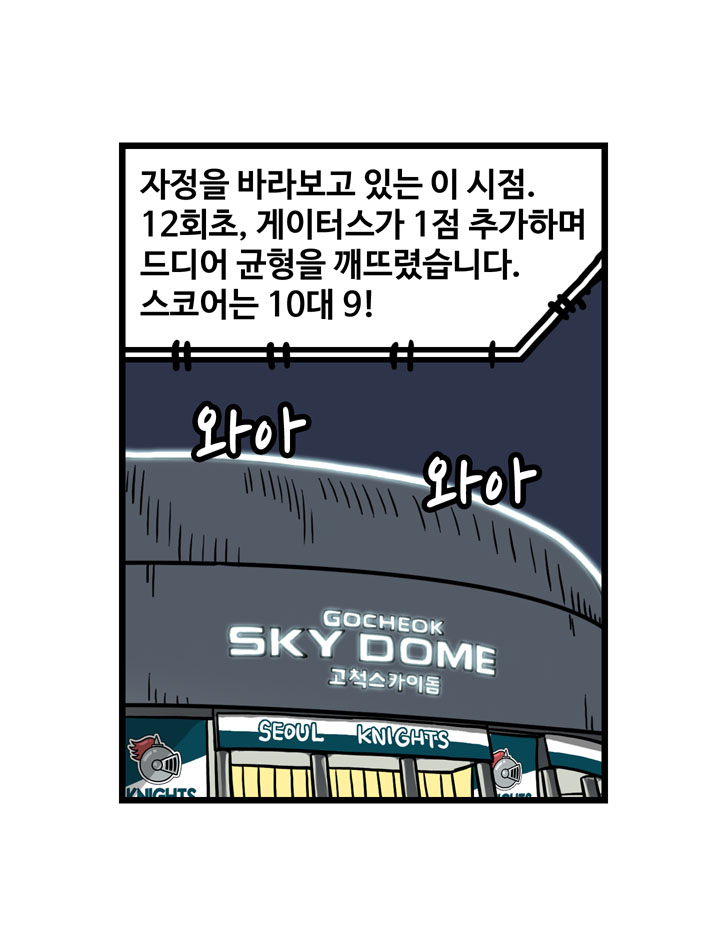 자정을 바라보고 있는 이 시점.
12회초, 게이터스가 1점 추가하며
드디어 균형을 깨뜨렸습니다.
스코어는 10대 9!
와아
와아
GOCHEOK
SKY DOME
고척스카이돔
SEOUL KNIGHTS
KNIGHTS
KNIGHTS